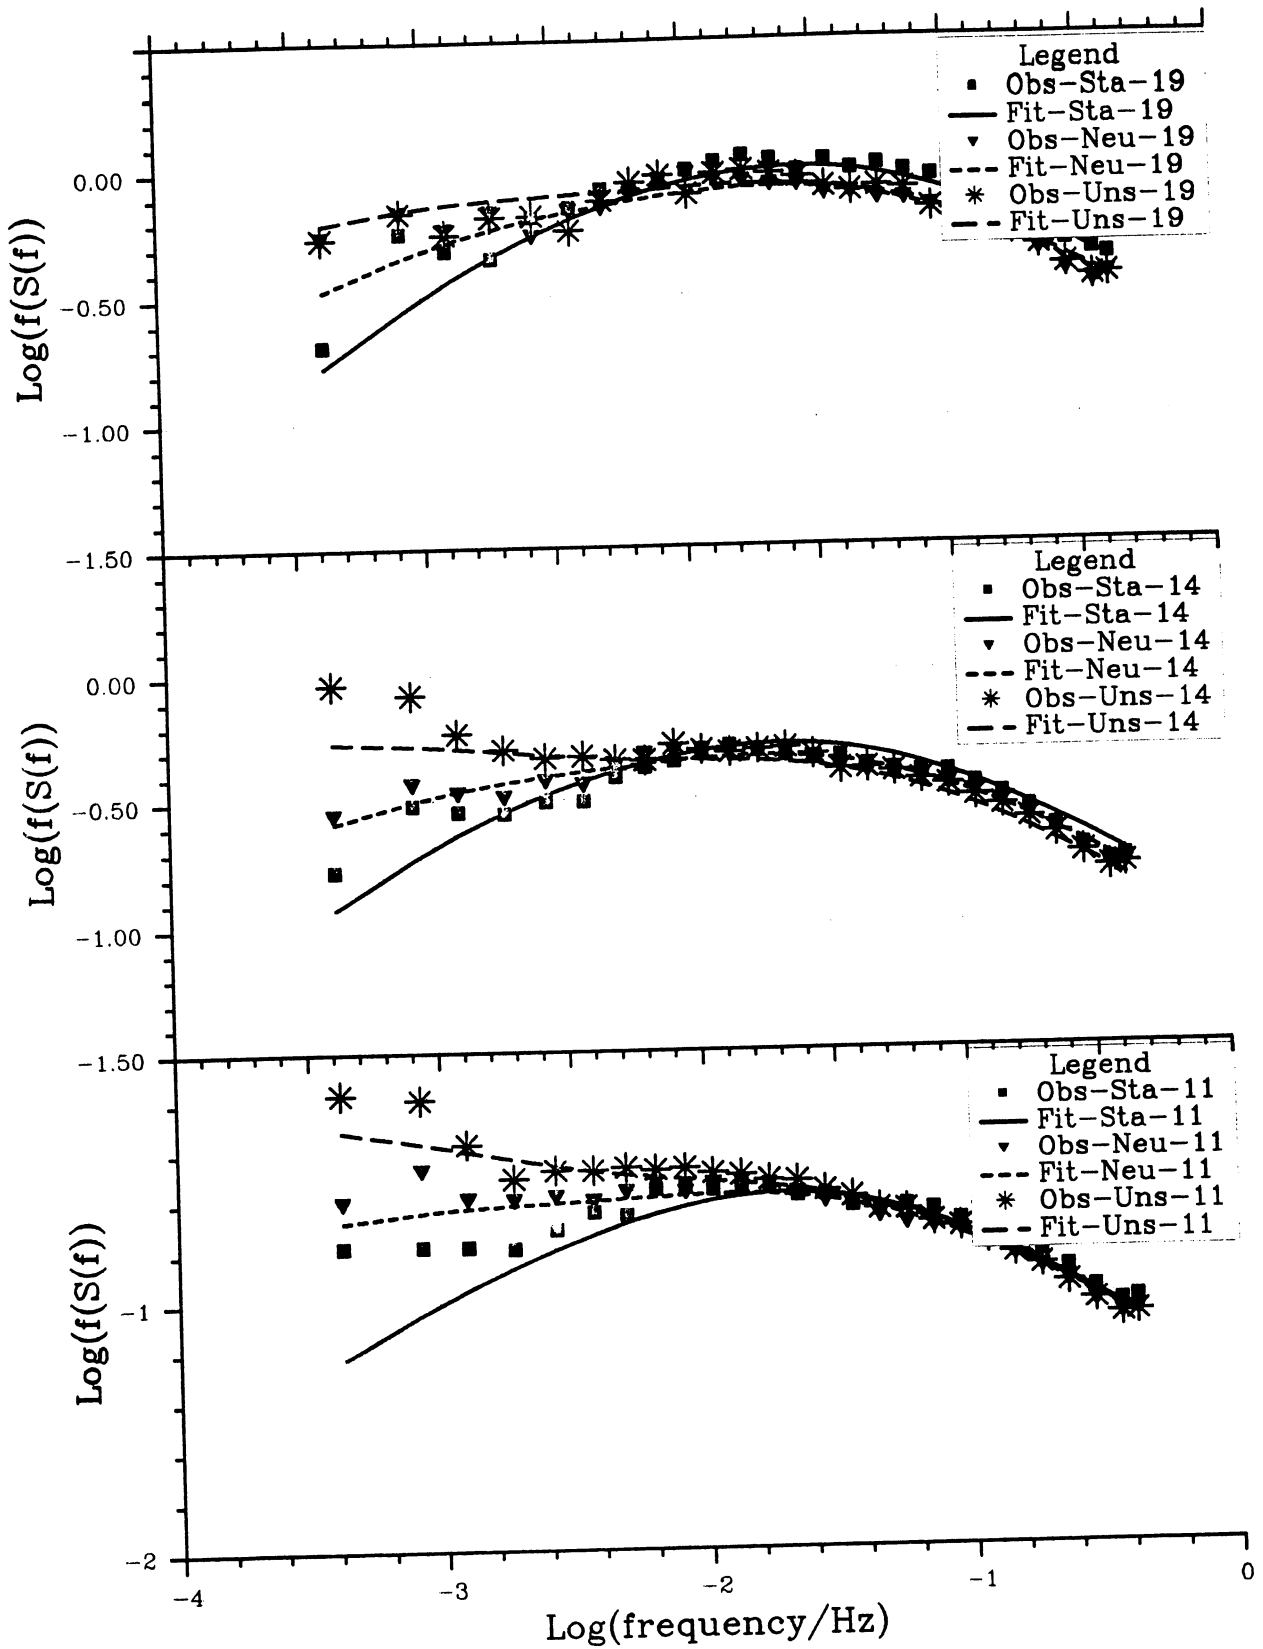 Legend
Obs-Sta-19
Fit-Sta-19
Obs-Neu-19
Fit-Neu-19
Obs-Uns-19
Fit-Uns-19
0.00
-0.50
-1.00
-1.50
Log(f(S(f))
Legend
Obs-Sta-14
Fit-Sta-14
Obs-Neu-14
Fit-Neu-14
Obs-Uns-14
Fit-Uns-14
0.00
-0.50
-1.00
-1.50
Log(f(S(f))
Legend
Obs-Sta-11
Fit-Sta-11
Obs-Neu-11
Fit-Neu-11
Obs-Uns-11
Fit-Uns-11
-1
-2
Log(f(S(f))
-4
-3
-2
-1
0
Log(frequency/Hz)